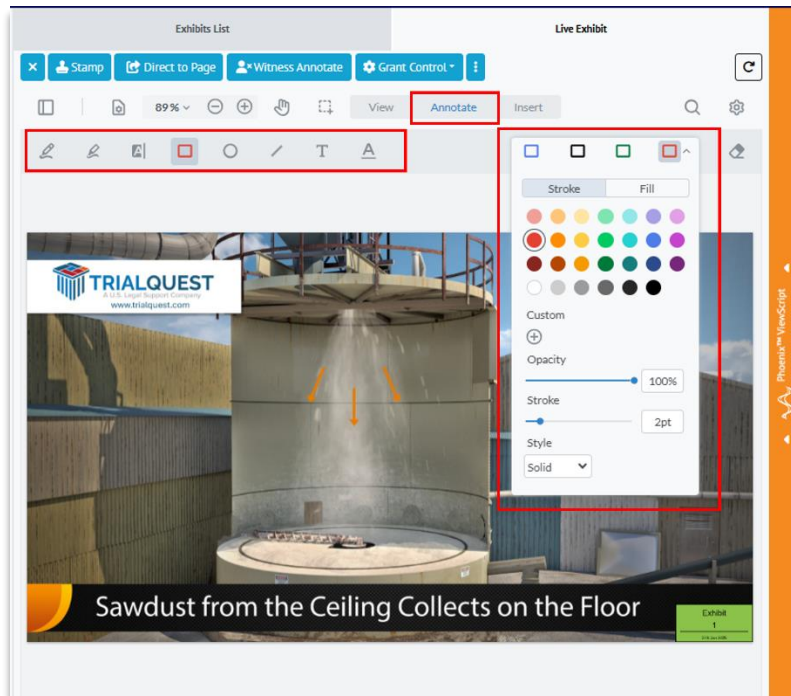 Exhibits List
Live Exhibit
×
Stamp
Direct to Page
Witness Annotate
Grant Control
89%
View
Annotate
Insert
T
A
Stroke
Fill
Custom
Opacity
100%
Stroke
2pt
Style
Solid
TRIALQUEST
A U.S. Legal Support Company
www.trialquest.com
Sawdust from the Ceiling Collects on the Floor
Exhibit
1
Phoenix™ ViewScript